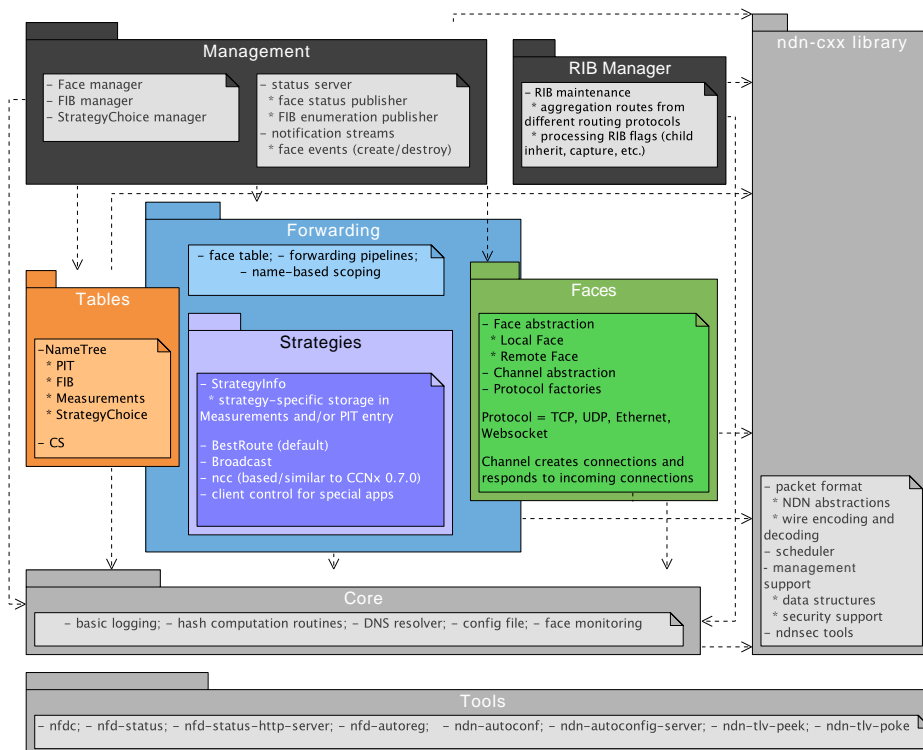 Management
- Face manager
- FIB manager
- StrategyChoice manager
- status server
* face status publisher
* FIB enumeration publisher
- notification streams
* face events (create/destroy)
RIB Manager
- RIB maintenance
* aggregation routes from
different routing protocols
* processing RIB flags (child
inherit, capture, etc.)
ndn-cxx library
- packet format
* NDN abstractions
* wire encoding and
decoding
- scheduler
- management
support
* data structures
* security support
- ndnsec tools
Forwarding
- face table; - forwarding pipelines;
- name-based scoping
Tables
-NameTree
* PIT
* FIB
* Measurements
* StrategyChoice
- CS
Strategies
- StrategyInfo
* strategy-specific storage in
Measurements and/or PIT entry
- BestRoute (default)
- Broadcast
- ncc (based/similar to CCNx 0.7.0)
- client control for special apps
Faces
- Face abstraction
* Local Face
* Remote Face
- Channel abstraction
- Protocol factories
Protocol = TCP, UDP, Ethernet,
Websocket
Channel creates connections and
responds to incoming connections
Core
- basic logging; - hash computation routines; - DNS resolver; - config file; - face monitoring
Tools
- nfdc; - nfd-status; - nfd-status-http-server; - nfd-autoreg; - ndn-autoconf; - ndn-autoconfig-server; - ndn-tlv-peek; - ndn-tlv-poke